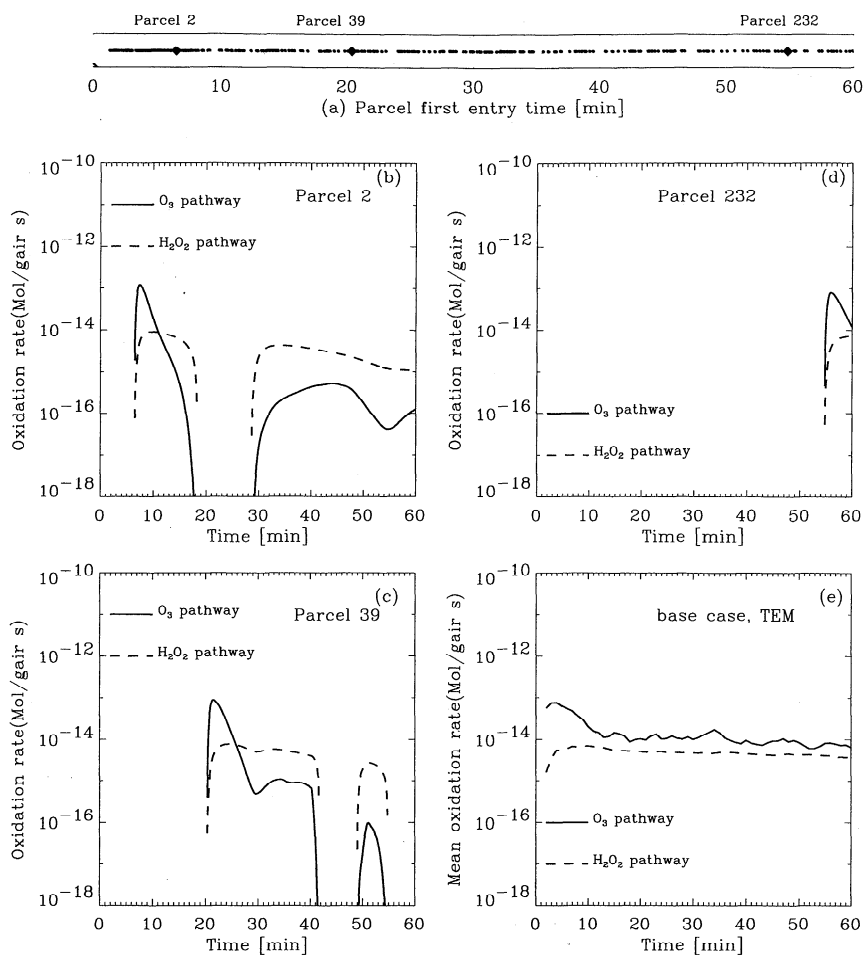 Parcel 2 Parcel 39 Parcel 232
0 10 20 30 40 50 60
(a) Parcel first entry time [min]
(b)
Parcel 2
O₃ pathway
H₂O₂ pathway
Oxidation rate(Mol/gair s)
10⁻¹⁰
10⁻¹²
10⁻¹⁴
10⁻¹⁶
10⁻¹⁸
0 10 20 30 40 50 60
Time [min]
(d)
Parcel 232
Oxidation rate(Mol/gair s)
10⁻¹⁰
10⁻¹²
10⁻¹⁴
10⁻¹⁶
10⁻¹⁸
O₃ pathway
H₂O₂ pathway
0 10 20 30 40 50 60
Time [min]
(c)
Parcel 39
O₃ pathway
H₂O₂ pathway
Oxidation rate(Mol/gair s)
10⁻¹⁰
10⁻¹²
10⁻¹⁴
10⁻¹⁶
10⁻¹⁸
0 10 20 30 40 50 60
Time [min]
(e)
base case, TEM
Mean oxidation rate(Mol/gair s)
10⁻¹⁰
10⁻¹²
10⁻¹⁴
10⁻¹⁶
10⁻¹⁸
O₃ pathway
H₂O₂ pathway
0 10 20 30 40 50 60
Time [min]